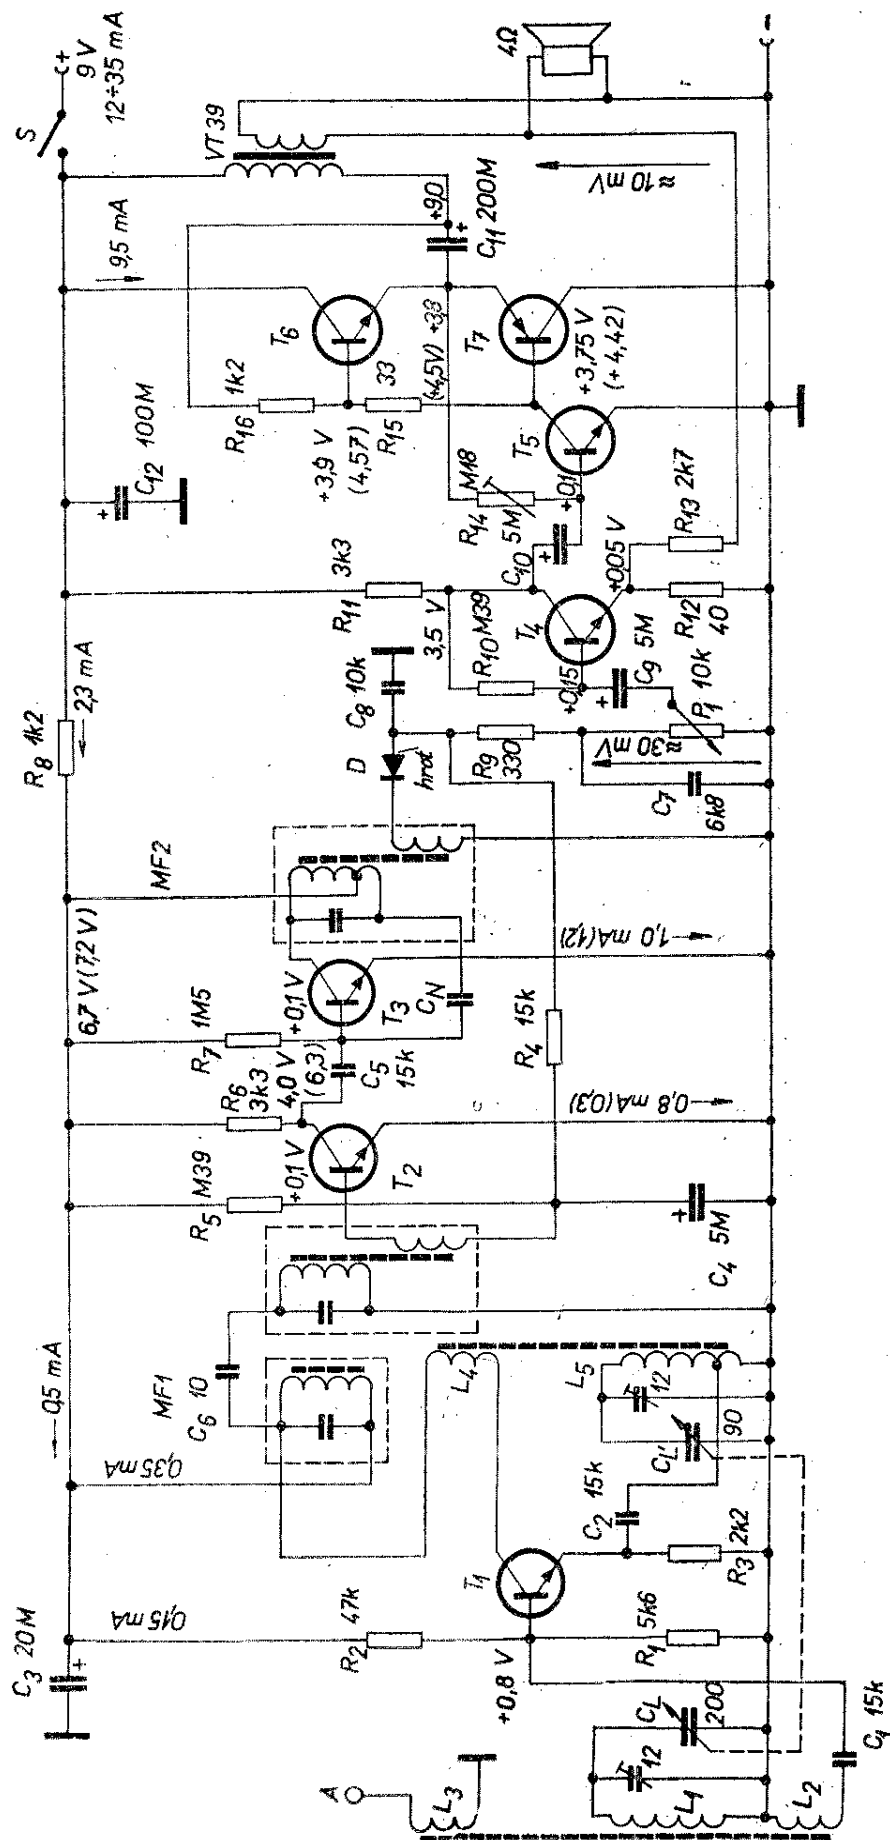 C3 20M
+
0,15 mA
0,35mA
0,5 mA
6,7 V (7,2 V)
R8 1k2
2,3 mA
C12 100M
+
9,5 mA
S
(+
9 V
12÷35 mA
A
L3
R2 47k
MF1
C6 10
R5 M39
+0,1 V
R6
3k3
4,0 V
(6,3)
R7 1M5
+0,1 V
MF2
D
hrot
C8 10k
R11 3k3
3,5 V
R16 1k2
+3,9 V
(4,57)
R15 33
T6
VT 39
+9,0
+
C11 200M
(+4,5V) +3,8
L4
T2
C5
15k
T3
CN
R14 M18
5M
+0,1
C10
+
T5
T7
+3,75 V
(+4,42)
4Ω
+0,8 V
T1
R4 15k
R9
330
R10 M39
+0,15
T4
+0,05 V
≈10 mV
L1
12
CL
200
R1 5k6
C2 15k
R3 2k2
L5
12
CL'
90
C4 5M
+
0,8 mA (0,3)
1,0 mA (1,2)
C7
6k8
≈30 mV
P1 10k
C9 5M
+
R12
40
R13 2k7
(-
L2
C1 15k